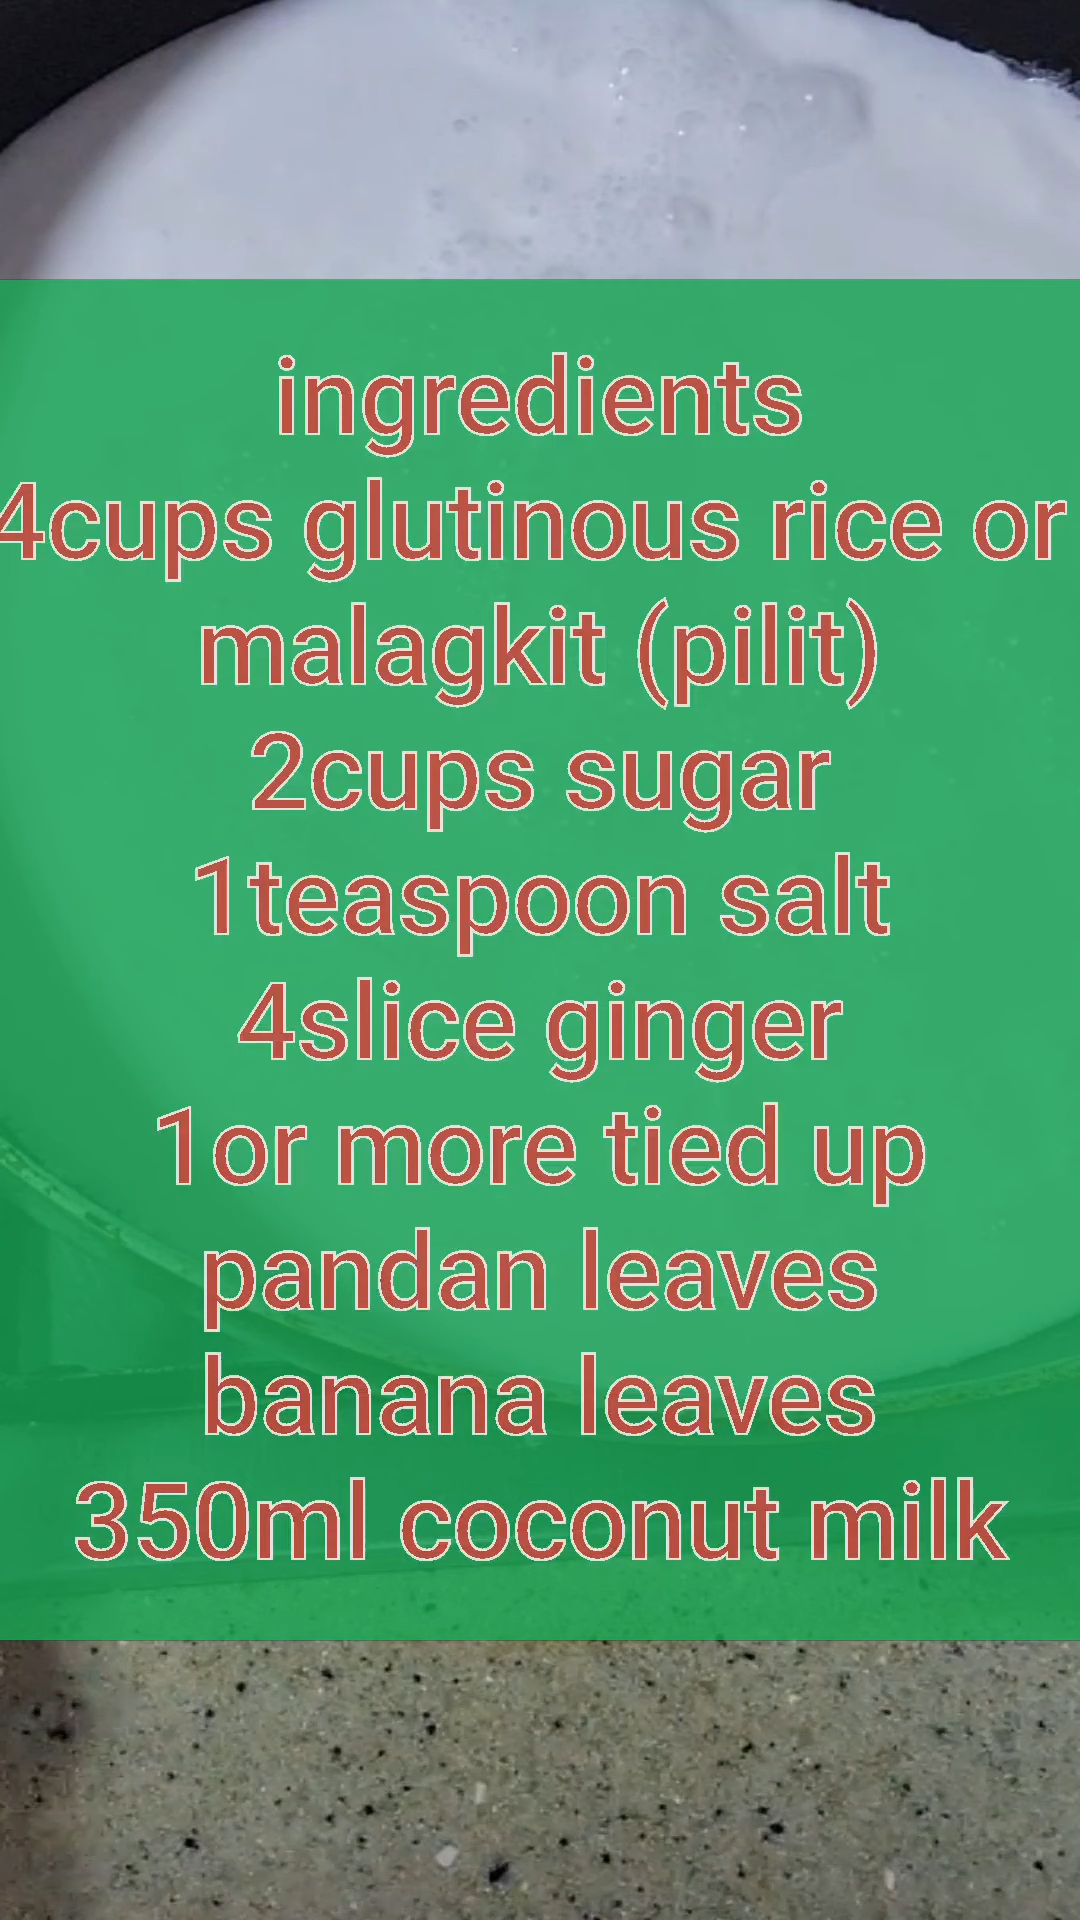 ingredients
4cups glutinous rice or
malagkit (pilit)
2cups sugar
1teaspoon salt
4slice ginger
1or more tied up
pandan leaves
banana leaves
350ml coconut milk